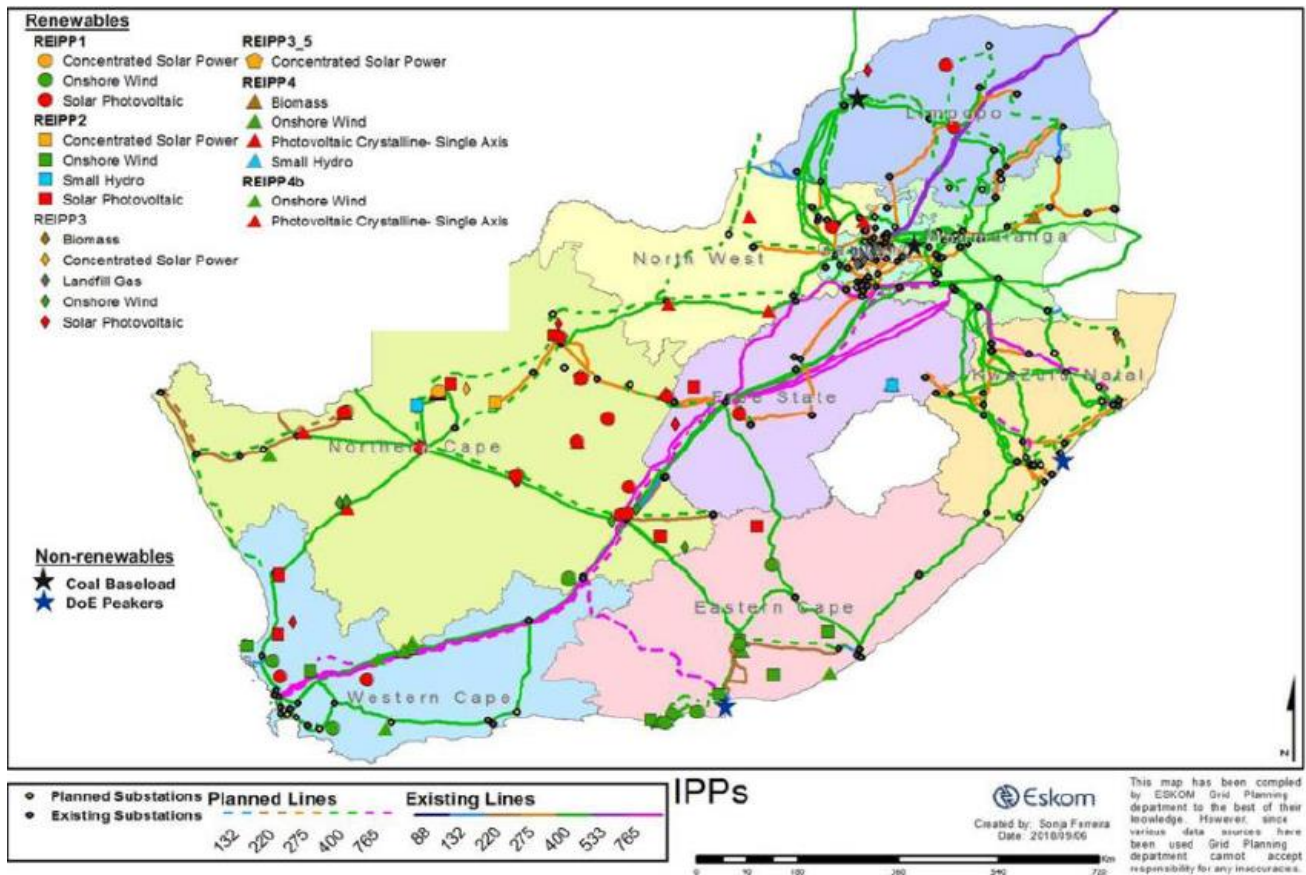 Renewables
REIPP1
Concentrated Solar Power
Onshore Wind
Solar Photovoltaic
REIPP2
Concentrated Solar Power
Onshore Wind
Small Hydro
Solar Photovoltaic
REIPP3
Biomass
Concentrated Solar Power
Landfill Gas
Onshore Wind
Solar Photovoltaic
REIPP3_5
Concentrated Solar Power
REIPP4
Biomass
Onshore Wind
Photovoltaic Crystalline- Single Axis
Small Hydro
REIPP4b
Onshore Wind
Photovoltaic Crystalline- Single Axis
Limpopo
North West
Mpumalanga
KwaZulu Natal
Free State
Northern Cape
Eastern Cape
Western Cape
Non-renewables
Coal Baseload
DoE Peakers
N
Planned Substations
Existing Substations
Planned Lines
132 220 275 400 765
Existing Lines
88 132 220 275 400 533 765
IPPs
Eskom
Created by: Sonja Ferreira
Date: 2018/09/06
0 90 180 360 540 720 Km
This map has been compiled
by ESKOM Grid Planning
department to the best of their
knowledge. However, since
various data sources have
been used Grid Planning
department cannot accept
responsibility for any inaccuracies.